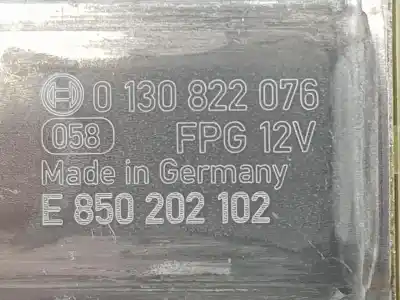 0 130 822 076
058 FPG 12V
Made in Germany
E 850 202 102